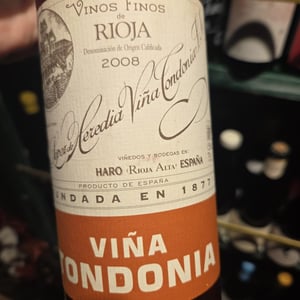 VINOS FINOS
de
RIOJA
Denominación de Origen Calificada
2008
López de Heredia Viña Tondonia
VIÑEDOS Y BODEGAS EN
HARO (RIOJA ALTA) ESPAÑA
PRODUCTO DE ESPAÑA
FUNDADA EN 1877
VIÑA
TONDONIA